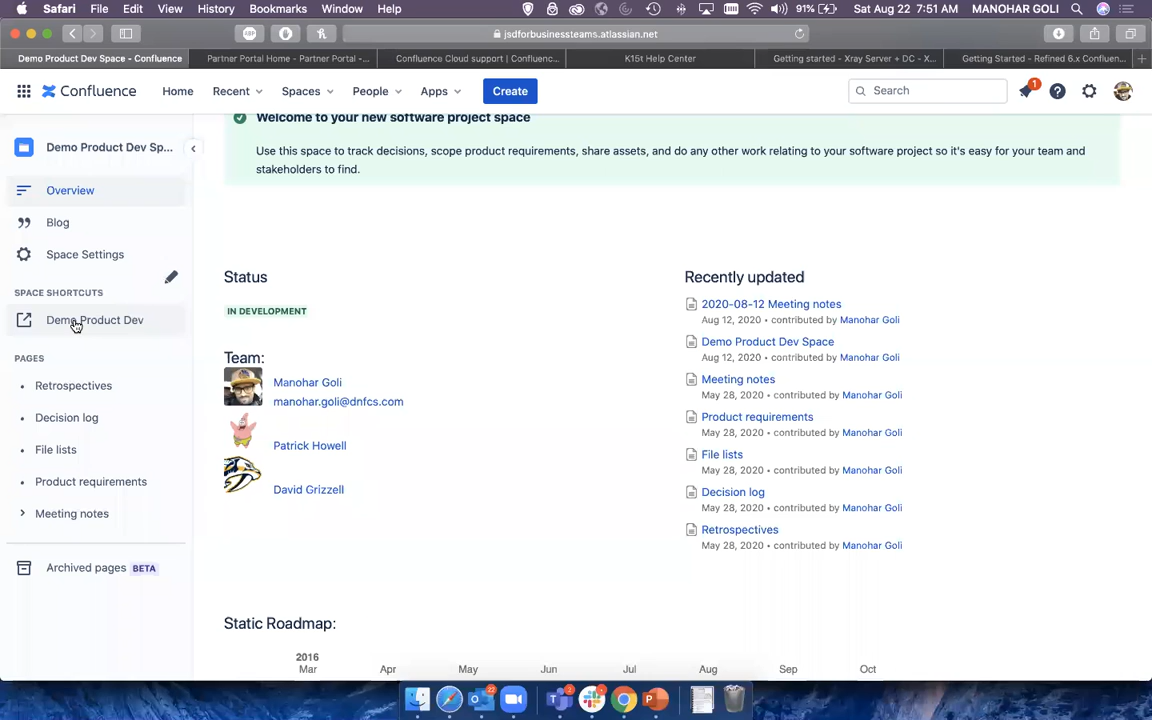 Safari File Edit View History Bookmarks Window Help 91% Sat Aug 22 7:51 AM MANOHAR GOLI
jsdforbusinessteams.atlassian.net
Demo Product Dev Space - Confluence Partner Portal Home - Partner Portal -... Confluence Cloud support | Confluenc... K15t Help Center Getting started - Xray Server + DC - X... Getting Started - Refined 6.x Confluen...
Confluence Home Recent Spaces People Apps Create Search 1
Demo Product Dev Sp...
Overview
Blog
Space Settings
SPACE SHORTCUTS
Demo Product Dev
PAGES
Retrospectives
Decision log
File lists
Product requirements
Meeting notes
Archived pages BETA
Welcome to your new software project space
Use this space to track decisions, scope product requirements, share assets, and do any other work relating to your software project so it's easy for your team and
stakeholders to find.
Status
IN DEVELOPMENT
Team:
Manohar Goli
manohar.goli@dnfcs.com
Patrick Howell
David Grizzell
Recently updated
2020-08-12 Meeting notes
Aug 12, 2020 • contributed by Manohar Goli
Demo Product Dev Space
Aug 12, 2020 • contributed by Manohar Goli
Meeting notes
May 28, 2020 • contributed by Manohar Goli
Product requirements
May 28, 2020 • contributed by Manohar Goli
File lists
May 28, 2020 • contributed by Manohar Goli
Decision log
May 28, 2020 • contributed by Manohar Goli
Retrospectives
May 28, 2020 • contributed by Manohar Goli
Static Roadmap:
2016
Mar Apr May Jun Jul Aug Sep Oct
22 2